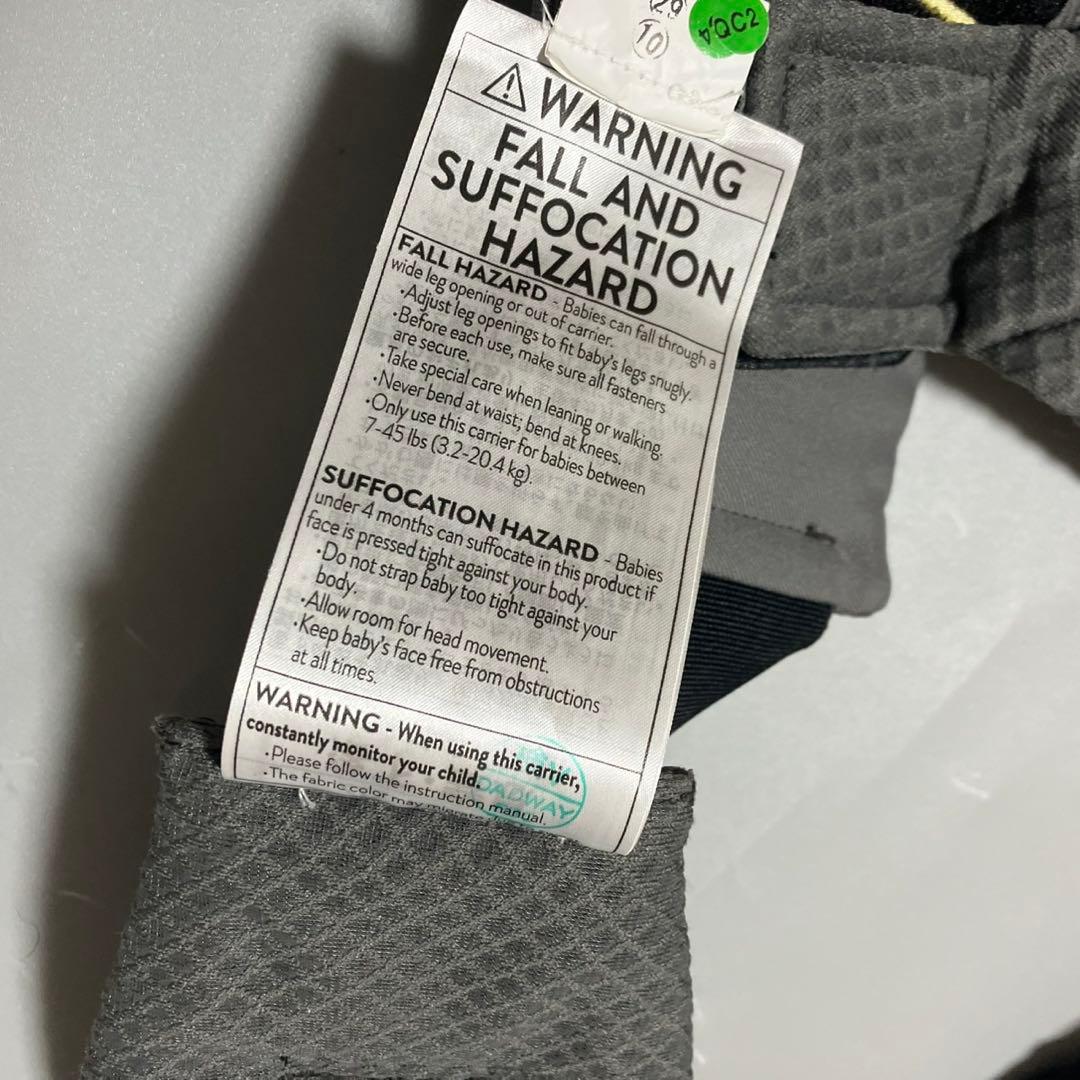 29
10
QC2
WARNING
FALL AND
SUFFOCATION
HAZARD
FALL HAZARD - Babies can fall through a
wide leg opening or out of carrier.
•Adjust leg openings to fit baby's legs snugly.
•Before each use, make sure all fasteners
are secure.
•Take special care when leaning or walking.
•Never bend at waist; bend at knees.
•Only use this carrier for babies between
7-45 lbs (3.2-20.4 kg).
SUFFOCATION HAZARD - Babies
under 4 months can suffocate in this product if
face is pressed tight against your body.
•Do not strap baby too tight against your
body.
•Allow room for head movement.
•Keep baby's face free from obstructions
at all times.
WARNING - When using this carrier,
constantly monitor your child.
•Please follow the instruction manual.
•The fabric color may migrate